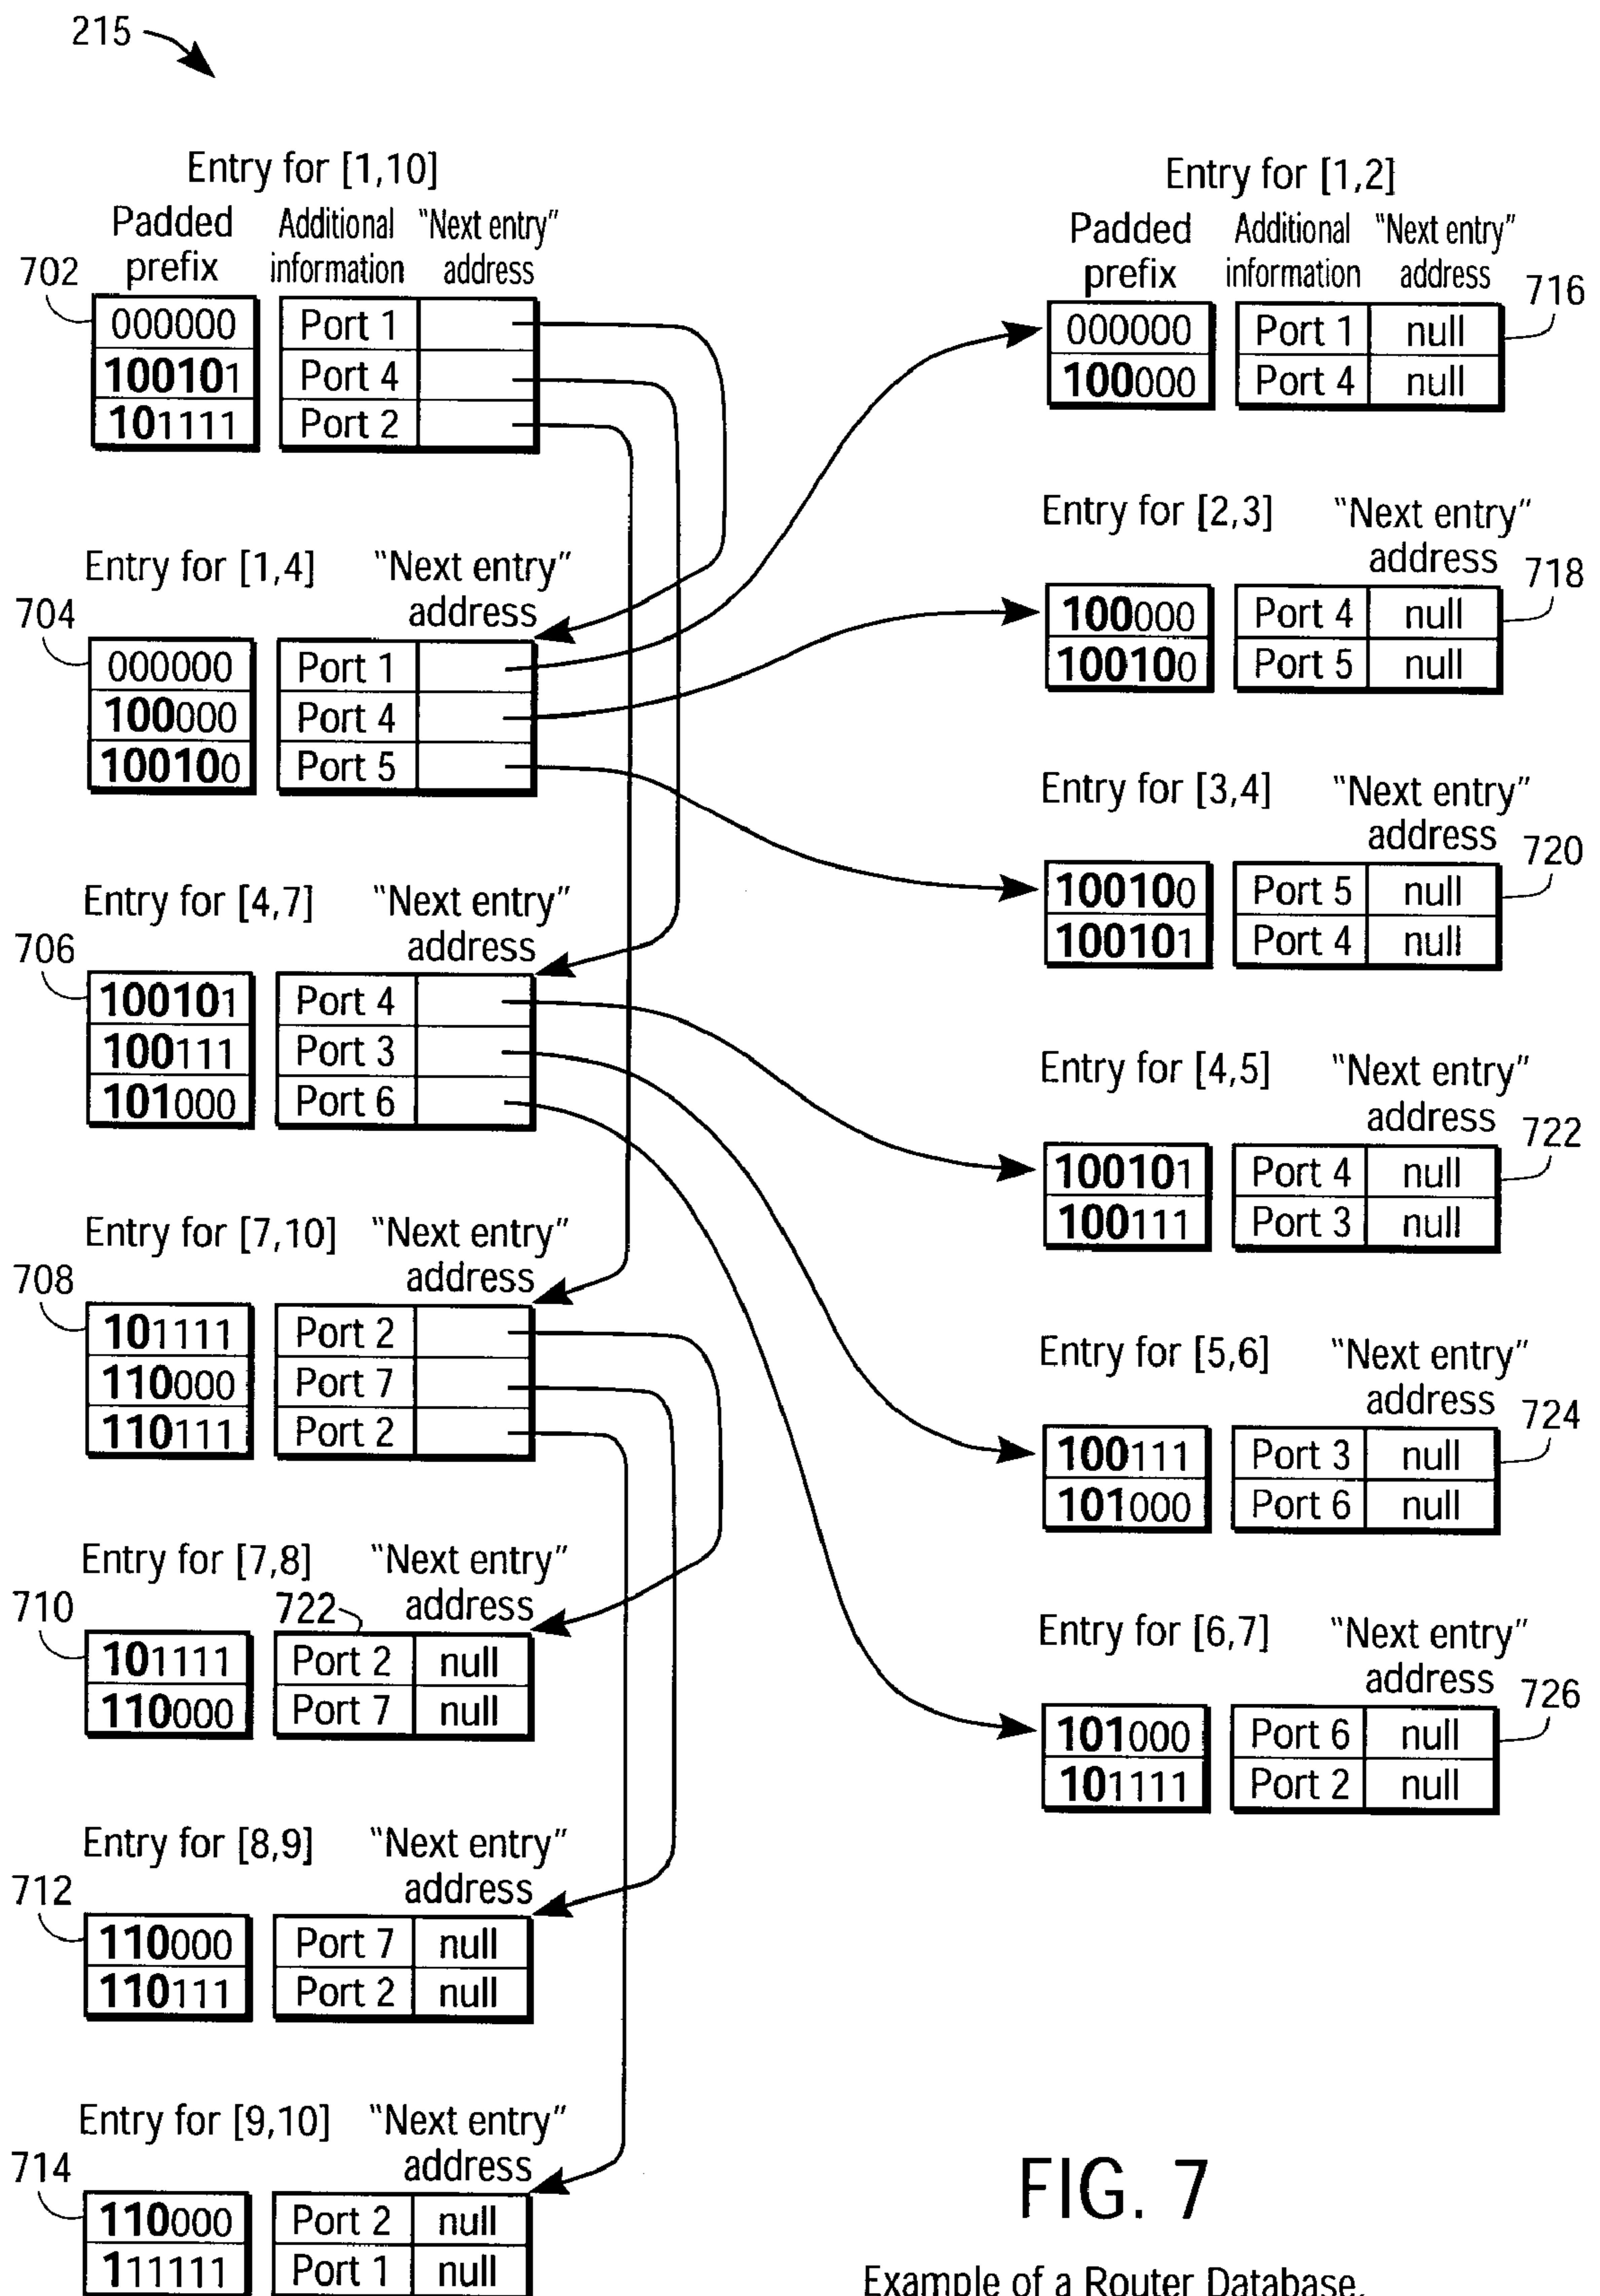 215
Entry for [1,10]
Padded prefix
Additional information
"Next entry" address
702
000000 Port 1
100101 Port 4
101111 Port 2
Entry for [1,4] "Next entry" address
704
000000 Port 1
100000 Port 4
100100 Port 5
Entry for [4,7] "Next entry" address
706
100101 Port 4
100111 Port 3
101000 Port 6
Entry for [7,10] "Next entry" address
708
101111 Port 2
110000 Port 7
110111 Port 2
Entry for [7,8] "Next entry" address
710
722
101111 Port 2 null
110000 Port 7 null
Entry for [8,9] "Next entry" address
712
110000 Port 7 null
110111 Port 2 null
Entry for [9,10] "Next entry" address
714
110000 Port 2 null
111111 Port 1 null
Entry for [1,2]
Padded prefix
Additional information
"Next entry" address
716
000000 Port 1 null
100000 Port 4 null
Entry for [2,3] "Next entry" address
718
100000 Port 4 null
100100 Port 5 null
Entry for [3,4] "Next entry" address
720
100100 Port 5 null
100101 Port 4 null
Entry for [4,5] "Next entry" address
722
100101 Port 4 null
100111 Port 3 null
Entry for [5,6] "Next entry" address
724
100111 Port 3 null
101000 Port 6 null
Entry for [6,7] "Next entry" address
726
101000 Port 6 null
101111 Port 2 null
FIG. 7
Example of a Router Database.